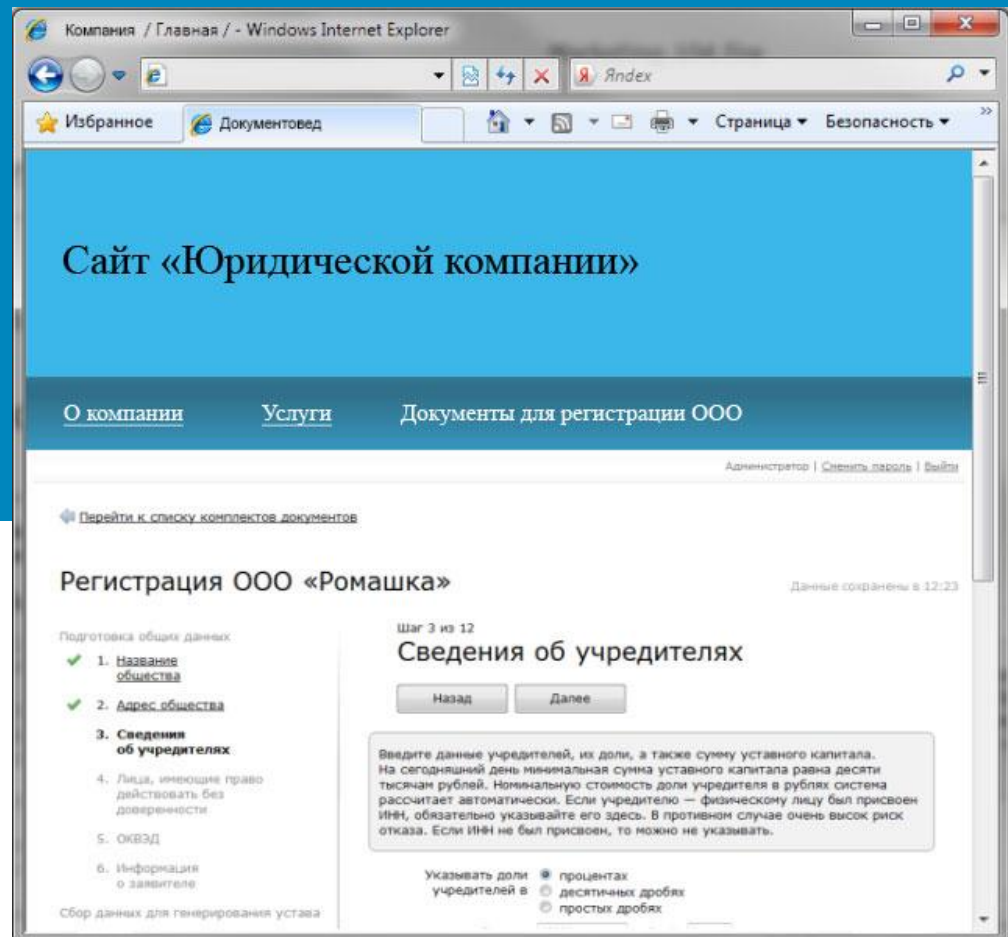 Компания / Главная / - Windows Internet Explorer
Я Яndex
Избранное Документовед Страница Безопасность »
Сайт «Юридической компании»
О компании Услуги Документы для регистрации ООО
Администратор | Сменить пароль | Выйти
Перейти к списку комплектов документов
Регистрация ООО «Ромашка»
Данные сохранены в 12:23
Подготовка общих данных
1. Название
общества
2. Адрес общества
3. Сведения
об учредителях
4. Лица, имеющие право
действовать без
доверенности
5. ОКВЭД
6. Информация
о заявителе
Сбор данных для генерирования устава
Шаг 3 из 12
Сведения об учредителях
Назад Далее
Введите данные учредителей, их доли, а также сумму уставного капитала.
На сегодняшний день минимальная сумма уставного капитала равна десяти
тысячам рублей. Номинальную стоимость доли учредителя в рублях система
рассчитает автоматически. Если учредителю — физическому лицу был присвоен
ИНН, обязательно указывайте его здесь. В противном случае очень высок риск
отказа. Если ИНН не был присвоен, то можно не указывать.
Указывать доли
учредителей в
процентах
десятичных дробях
простых дробях